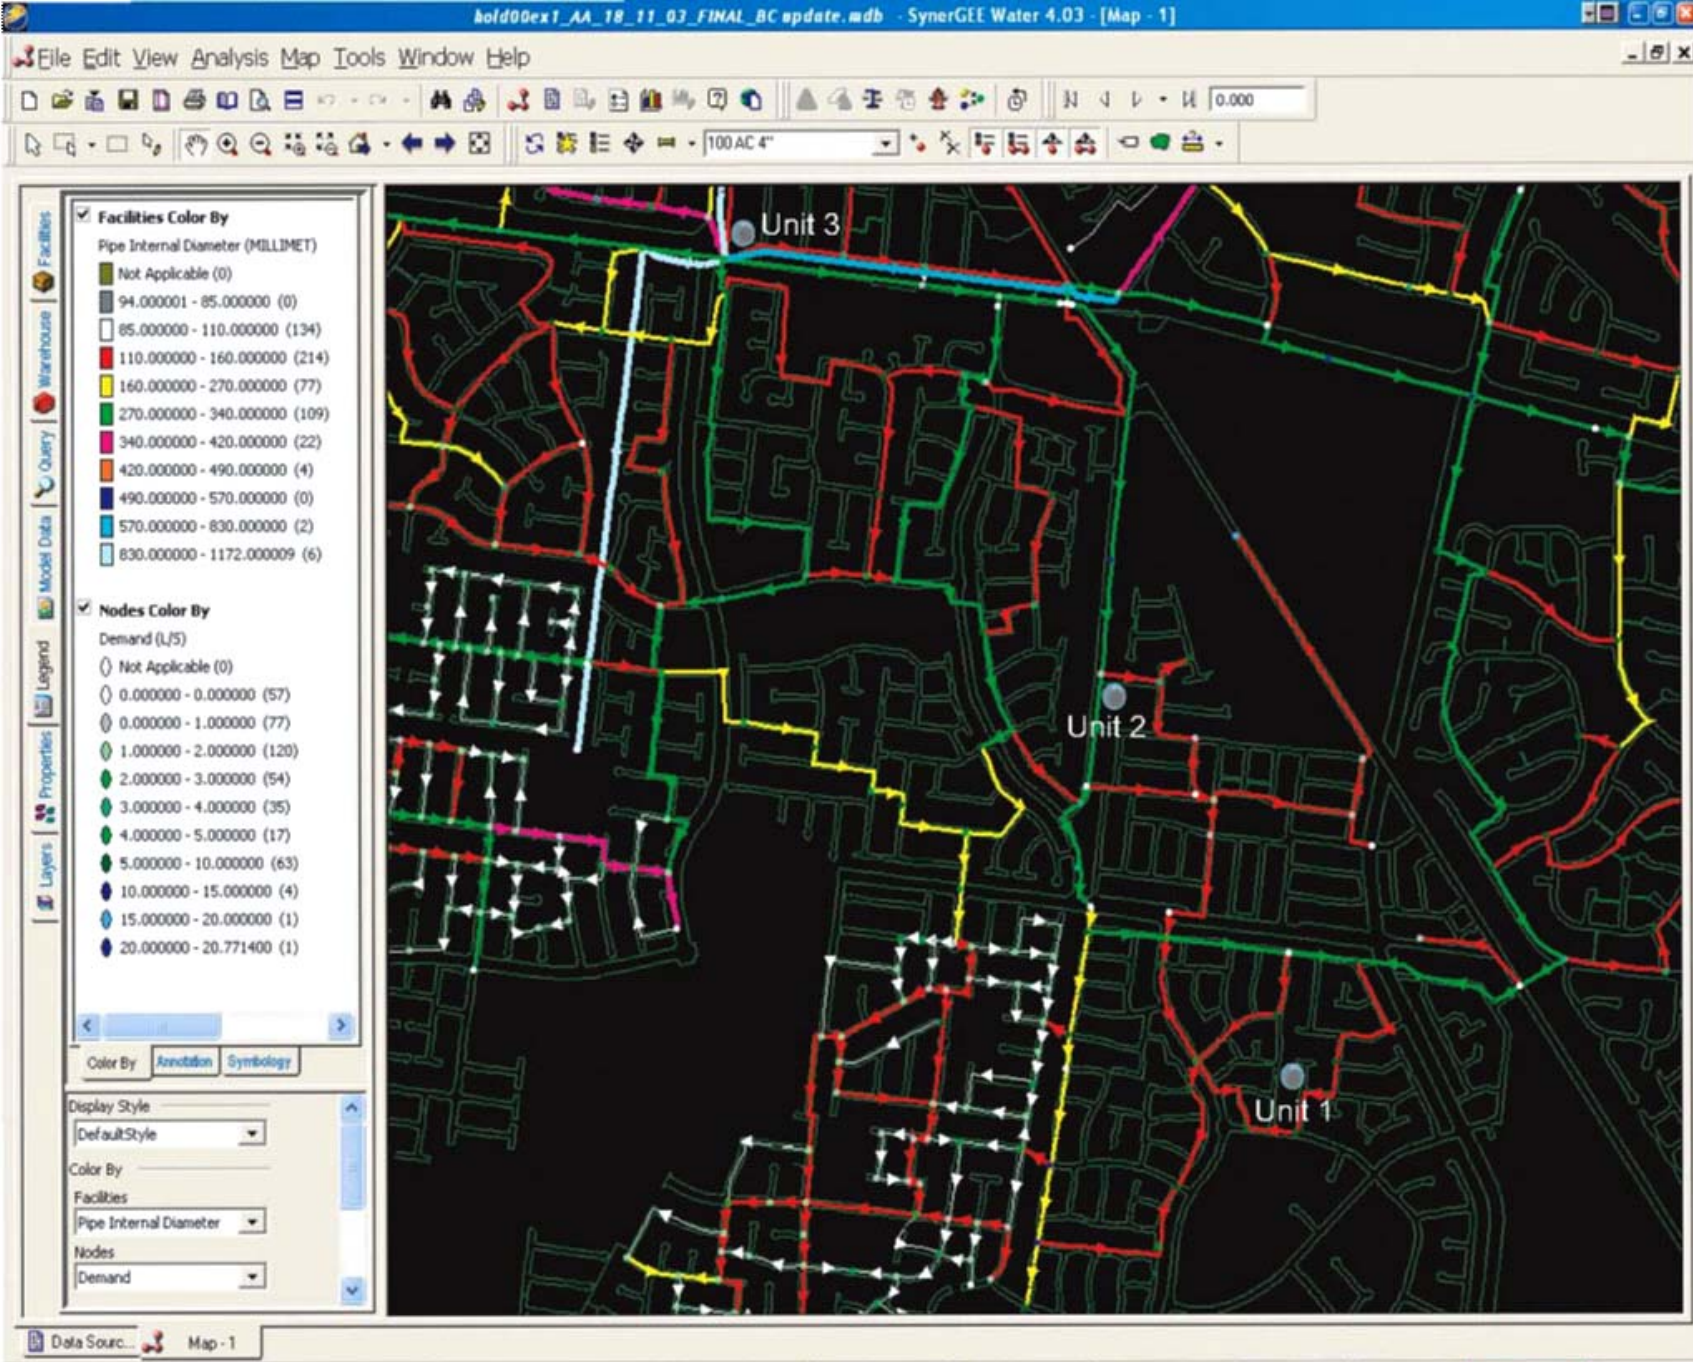 hold00ex1_AA_18_11_03_FINAL_BC update.mdb - SynerGEE Water 4.03 - [Map - 1]
File Edit View Analysis Map Tools Window Help
0.000
100 AC 4"
Facilities
Warehouse
Query
Model Data
Legend
Properties
Layers
Facilities Color By
Pipe Internal Diameter (MILLIMET)
Not Applicable (0)
94.000001 - 85.000000 (0)
85.000000 - 110.000000 (134)
110.000000 - 160.000000 (214)
160.000000 - 270.000000 (77)
270.000000 - 340.000000 (109)
340.000000 - 420.000000 (22)
420.000000 - 490.000000 (4)
490.000000 - 570.000000 (0)
570.000000 - 830.000000 (2)
830.000000 - 1172.000009 (6)
Nodes Color By
Demand (L/S)
Not Applicable (0)
0.000000 - 0.000000 (57)
0.000000 - 1.000000 (77)
1.000000 - 2.000000 (120)
2.000000 - 3.000000 (54)
3.000000 - 4.000000 (35)
4.000000 - 5.000000 (17)
5.000000 - 10.000000 (63)
10.000000 - 15.000000 (4)
15.000000 - 20.000000 (1)
20.000000 - 20.771400 (1)
Color By Annotation Symbology
Display Style
DefaultStyle
Color By
Facilities
Pipe Internal Diameter
Nodes
Demand
Unit 3
Unit 2
Unit 1
Data Sourc... Map - 1